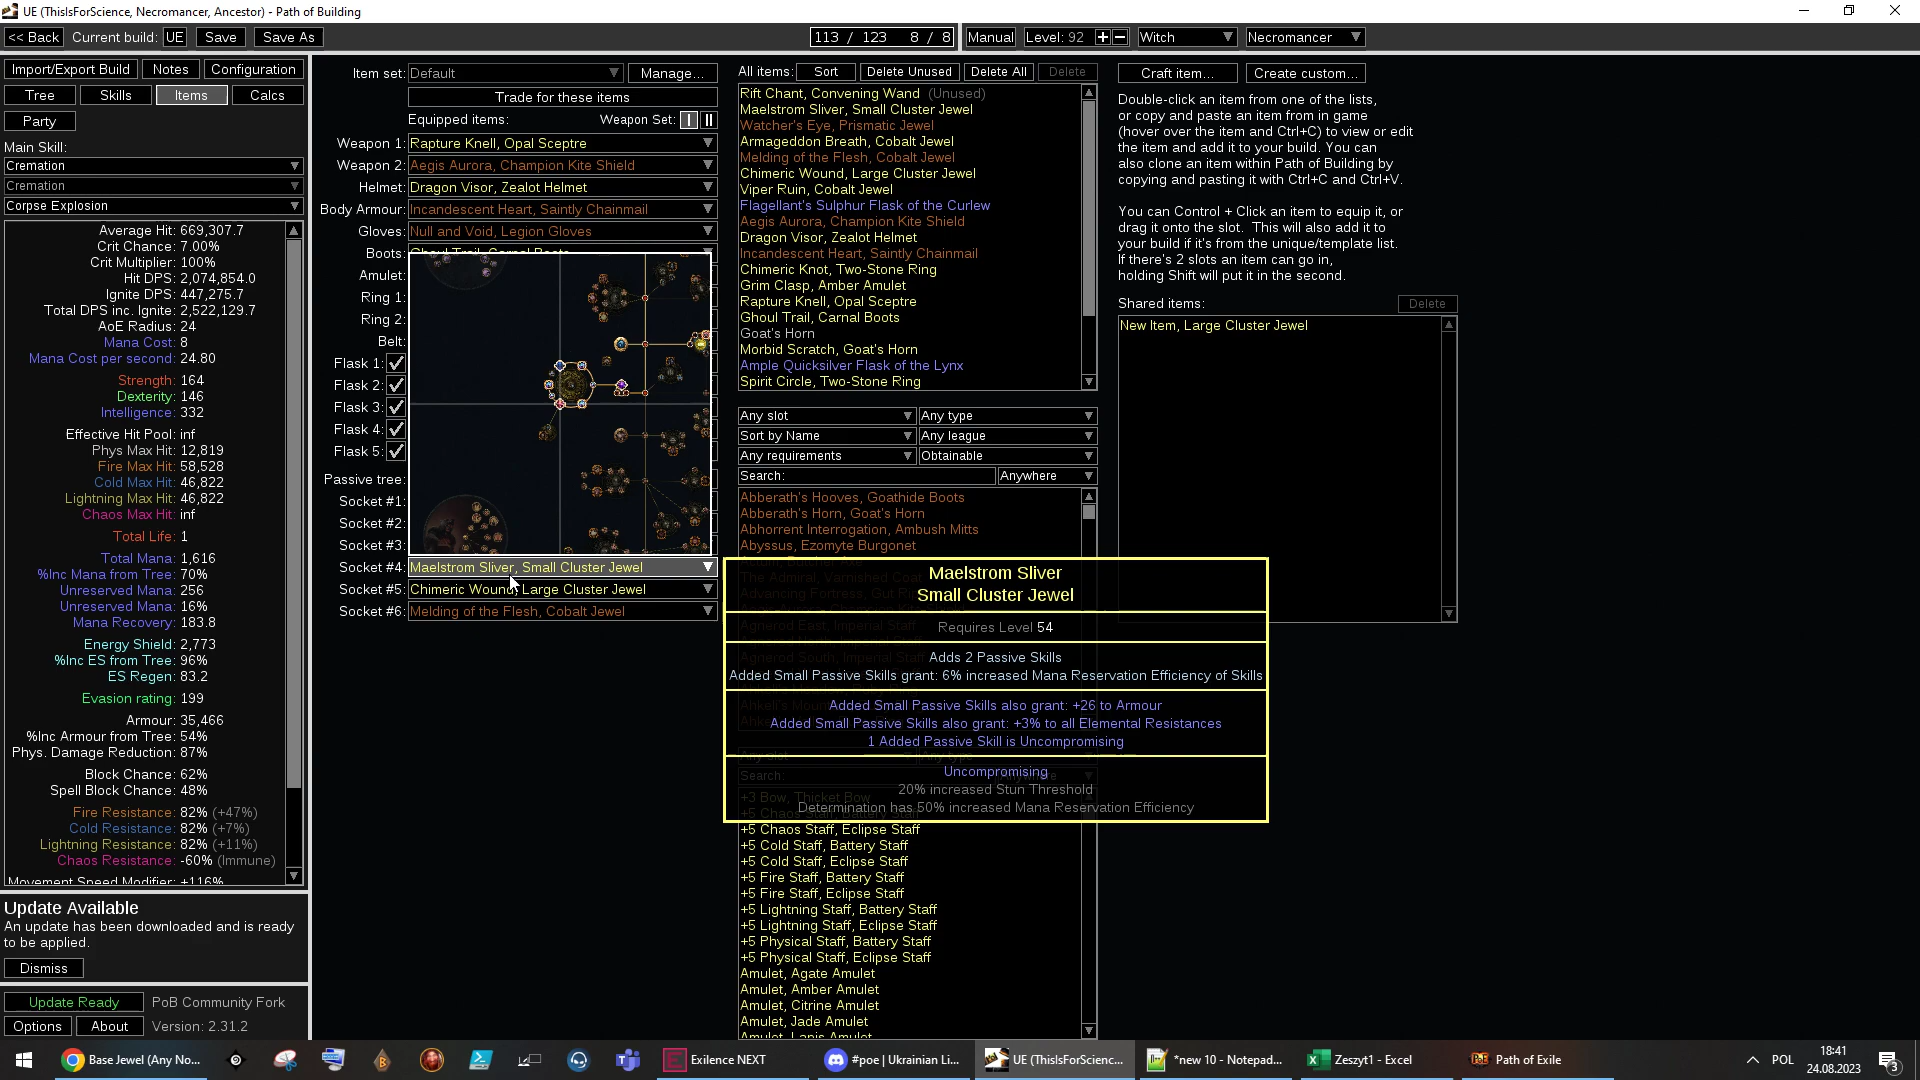 UE (ThisIsForScience, Necromancer, Ancestor) - Path of Building
<< Back
Current build: UE
Save
Save As
113 / 123 8 / 8
Manual
Level: 92
Witch
Necromancer
Import/Export Build
Notes
Configuration
Tree
Skills
Items
Calcs
Party
Main Skill:
Cremation
Cremation
Corpse Explosion
Average Hit: 669,307.7
Crit Chance: 7.00%
Crit Multiplier: 100%
Hit DPS: 2,074,854.0
Ignite DPS: 447,275.7
Total DPS inc. Ignite: 2,522,129.7
AoE Radius: 24
Mana Cost: 8
Mana Cost per second: 24.80
Strength: 164
Dexterity: 146
Intelligence: 332
Effective Hit Pool: inf
Phys Max Hit: 12,819
Fire Max Hit: 58,528
Cold Max Hit: 46,822
Lightning Max Hit: 46,822
Chaos Max Hit: inf
Total Life: 1
Total Mana: 1,616
%Inc Mana from Tree: 70%
Unreserved Mana: 256
Unreserved Mana: 16%
Mana Recovery: 183.8
Energy Shield: 2,773
%Inc ES from Tree: 96%
ES Regen: 83.2
Evasion rating: 199
Armour: 35,466
%Inc Armour from Tree: 54%
Phys. Damage Reduction: 87%
Block Chance: 62%
Spell Block Chance: 48%
Fire Resistance: 82% (+47%)
Cold Resistance: 82% (+7%)
Lightning Resistance: 82% (+11%)
Chaos Resistance: -60% (Immune)
Movement Speed Modifier: +116%
Update Available
An update has been downloaded and is ready
to be applied.
Dismiss
Update Ready
PoB Community Fork
Options
About
Version: 2.31.2
Item set: Default
Manage...
Trade for these items
Equipped items:
Weapon Set: I II
Weapon 1: Rapture Knell, Opal Sceptre
Weapon 2: Aegis Aurora, Champion Kite Shield
Helmet: Dragon Visor, Zealot Helmet
Body Armour: Incandescent Heart, Saintly Chainmail
Gloves: Null and Void, Legion Gloves
Boots: Ghoul Trail, Carnal Boots
Amulet:
Ring 1:
Ring 2:
Belt:
Flask 1:
Flask 2:
Flask 3:
Flask 4:
Flask 5:
Passive tree:
Socket #1:
Socket #2:
Socket #3:
Socket #4: Maelstrom Sliver, Small Cluster Jewel
Socket #5: Chimeric Wound, Large Cluster Jewel
Socket #6: Melding of the Flesh, Cobalt Jewel
All items:
Sort
Delete Unused
Delete All
Delete
Rift Chant, Convening Wand (Unused)
Maelstrom Sliver, Small Cluster Jewel
Watcher's Eye, Prismatic Jewel
Armageddon Breath, Cobalt Jewel
Melding of the Flesh, Cobalt Jewel
Chimeric Wound, Large Cluster Jewel
Viper Ruin, Cobalt Jewel
Flagellant's Sulphur Flask of the Curlew
Aegis Aurora, Champion Kite Shield
Dragon Visor, Zealot Helmet
Incandescent Heart, Saintly Chainmail
Chimeric Knot, Two-Stone Ring
Grim Clasp, Amber Amulet
Rapture Knell, Opal Sceptre
Ghoul Trail, Carnal Boots
Goat's Horn
Morbid Scratch, Goat's Horn
Ample Quicksilver Flask of the Lynx
Spirit Circle, Two-Stone Ring
Any slot
Any type
Sort by Name
Any league
Any requirements
Obtainable
Search:
Anywhere
Abberath's Hooves, Goathide Boots
Abberath's Horn, Goat's Horn
Abhorrent Interrogation, Ambush Mitts
Abyssus, Ezomyte Burgonet
Maelstrom Sliver
Small Cluster Jewel
Requires Level 54
Adds 2 Passive Skills
Added Small Passive Skills grant: 6% increased Mana Reservation Efficiency of Skills
Added Small Passive Skills also grant: +26 to Armour
Added Small Passive Skills also grant: +3% to all Elemental Resistances
1 Added Passive Skill is Uncompromising
Uncompromising
20% increased Stun Threshold
Determination has 50% increased Mana Reservation Efficiency
Search:
Anywhere
+3 Bow, Thicket Bow
+5 Chaos Staff, Battery Staff
+5 Chaos Staff, Eclipse Staff
+5 Cold Staff, Battery Staff
+5 Cold Staff, Eclipse Staff
+5 Fire Staff, Battery Staff
+5 Fire Staff, Eclipse Staff
+5 Lightning Staff, Battery Staff
+5 Lightning Staff, Eclipse Staff
+5 Physical Staff, Battery Staff
+5 Physical Staff, Eclipse Staff
Amulet, Agate Amulet
Amulet, Amber Amulet
Amulet, Citrine Amulet
Amulet, Jade Amulet
Amulet, Lapis Amulet
Craft item...
Create custom...
Double-click an item from one of the lists,
or copy and paste an item from in game
(hover over the item and Ctrl+C) to view or edit
the item and add it to your build. You can
also clone an item within Path of Building by
copying and pasting it with Ctrl+C and Ctrl+V.
You can Control + Click an item to equip it, or
drag it onto the slot. This will also add it to
your build if it's from the unique/template list.
If there's 2 slots an item can go in,
holding Shift will put it in the second.
Shared items:
Delete
New Item, Large Cluster Jewel
Base Jewel (Any No...
Exilence NEXT
#poe | Ukrainian Li...
UE (ThisIsForScienc...
*new 10 - Notepad...
Zeszyt1 - Excel
Path of Exile
POL
18:41
24.08.2023
3